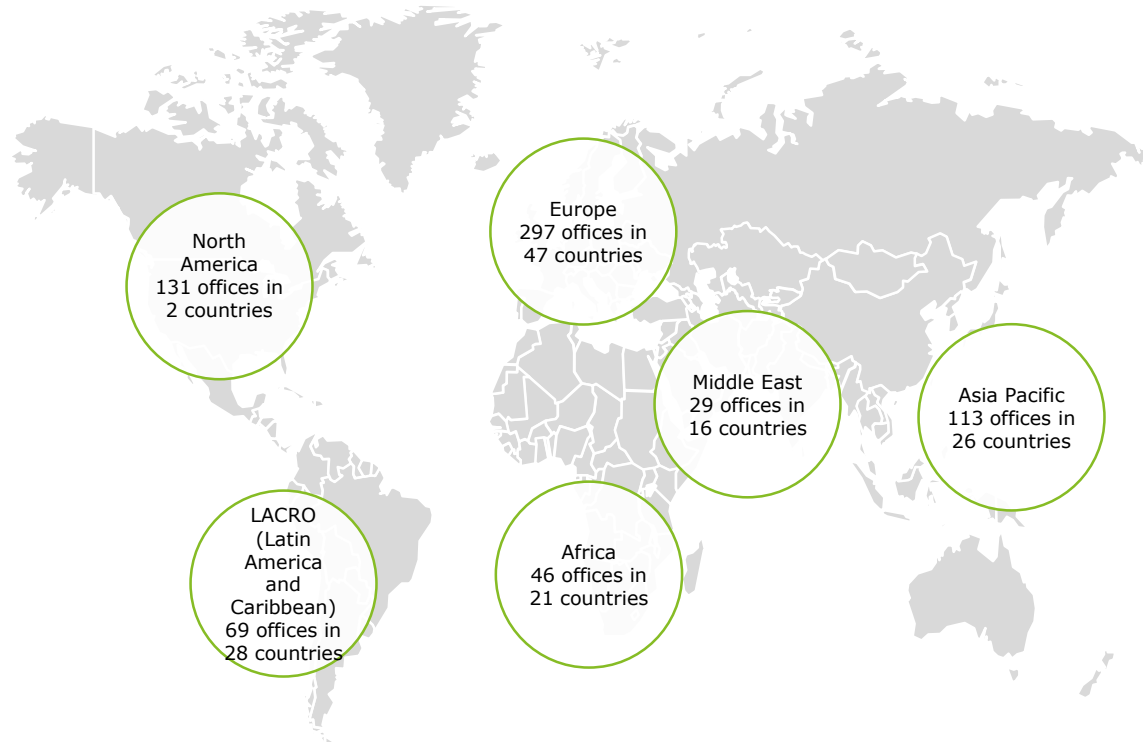 North
America
131 offices in
2 countries
Europe
297 offices in
47 countries
Middle East
29 offices in
16 countries
Asia Pacific
113 offices in
26 countries
LACRO
(Latin
America
and
Caribbean)
69 offices in
28 countries
Africa
46 offices in
21 countries